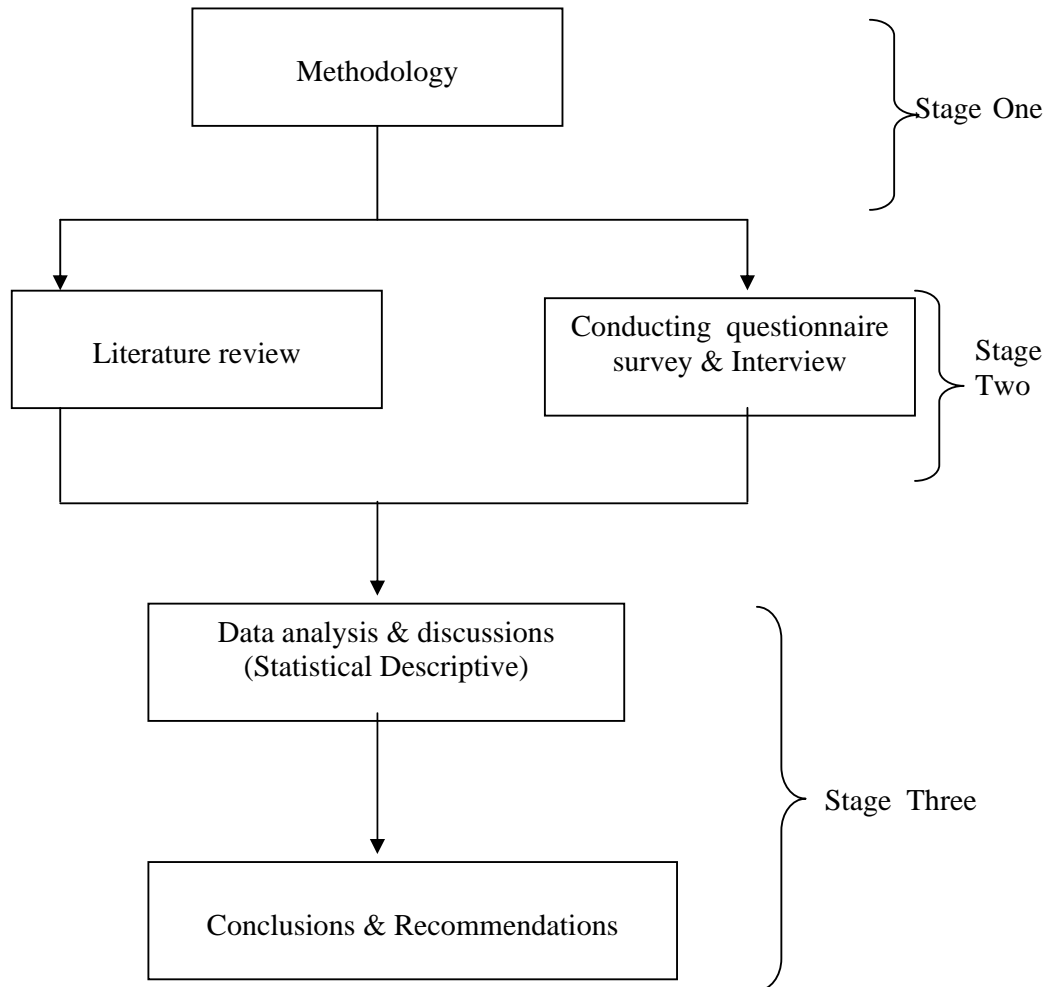 Methodology
Stage One
Literature review
Conducting questionnaire
survey & Interview
Stage
Two
Data analysis & discussions
(Statistical Descriptive)
Stage Three
Conclusions & Recommendations